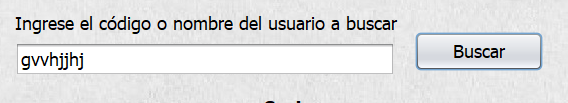 Ingrese el código o nombre del usuario a buscar
gvvhjjhj
Buscar